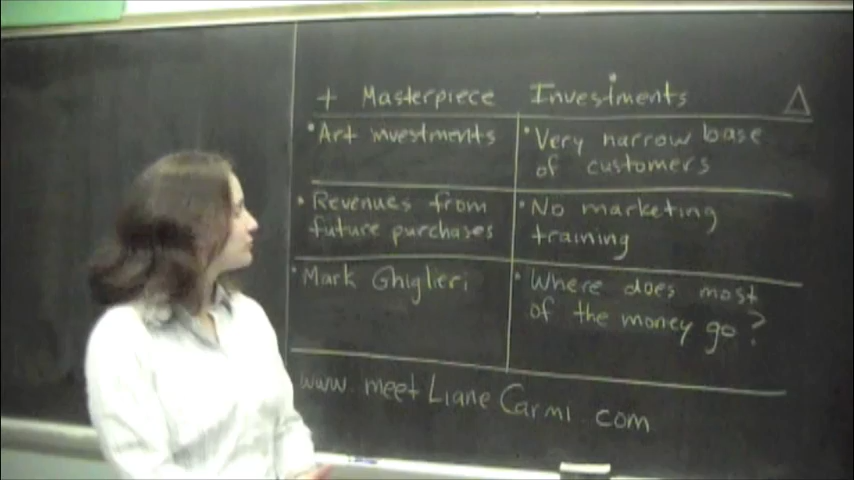 + Masterpiece Investments Δ
• Art investments
• Very narrow base
of customers
• Revenues from
future purchases
• No marketing
training
• Mark Ghiglieri
• Where does most
of the money go?
www.meetLianeCarmi.com